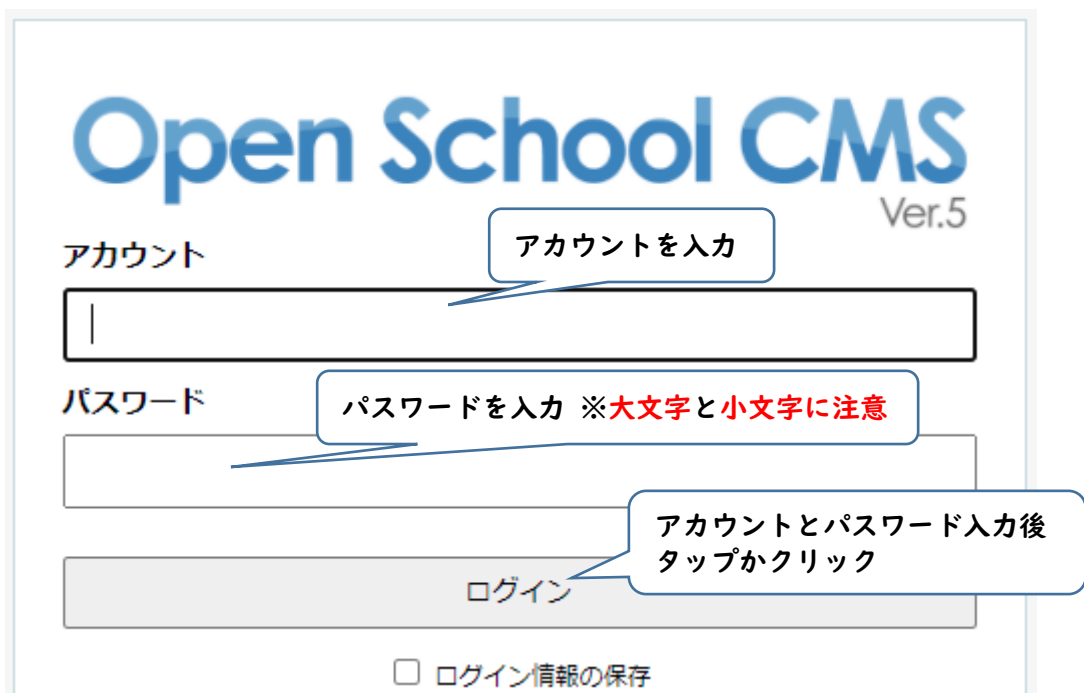 Open School CMS
Ver.5
アカウントを入力
アカウント
パスワード
パスワードを入力 ※大文字と小文字に注意
アカウントとパスワード入力後
タップかクリック
ログイン
ログイン情報の保存